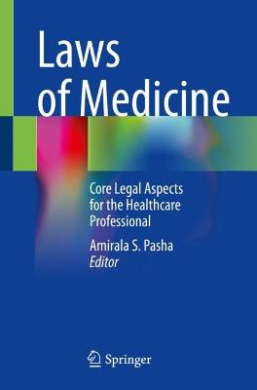 Laws
of Medicine
Core Legal Aspects
for the Healthcare
Professional
Amirala S. Pasha
Editor
Springer